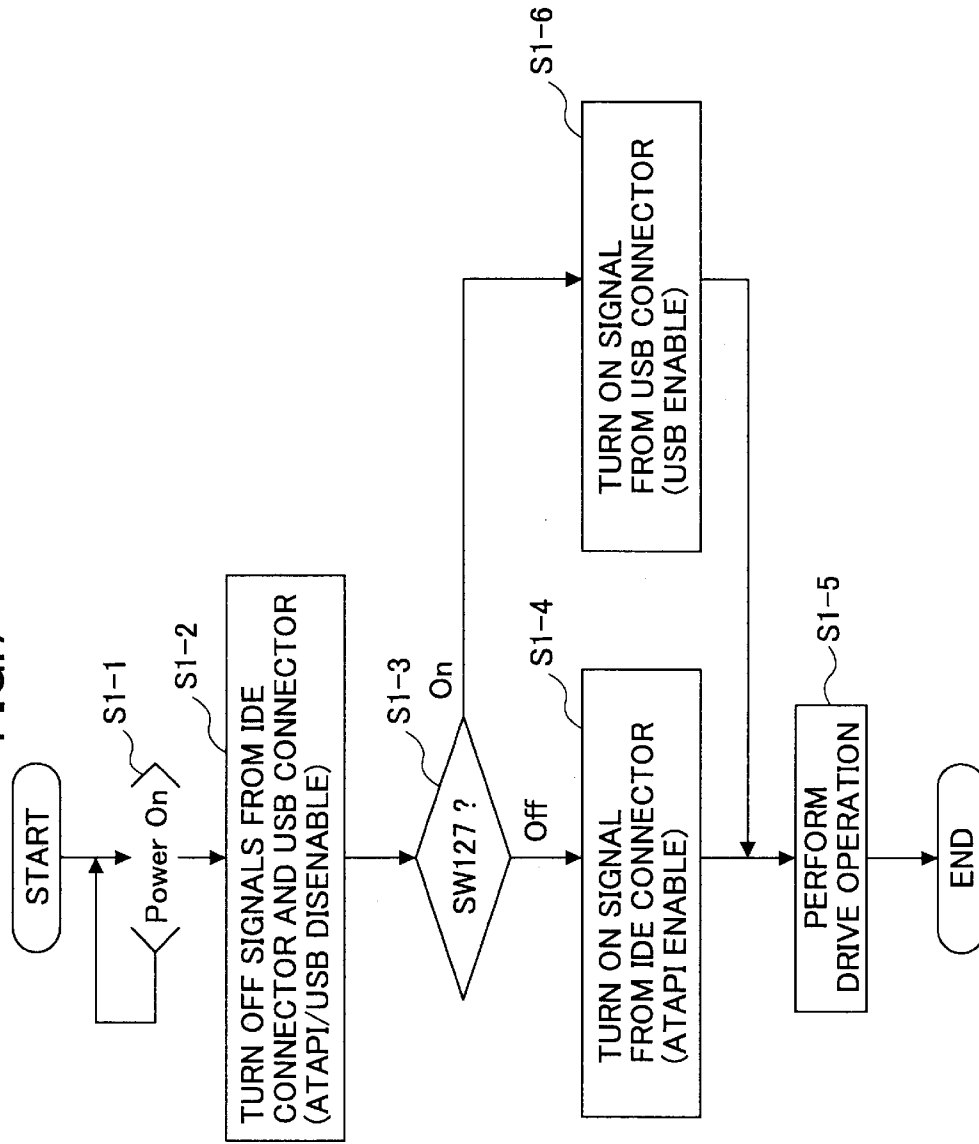 START
S1-1
Power On
S1-2
TURN OFF SIGNALS FROM IDE
CONNECTOR AND USB CONNECTOR
(ATAPI/USB DISENABLE)
S1-3
SW127 ?
On
Off
S1-4
TURN ON SIGNAL
FROM IDE CONNECTOR
(ATAPI ENABLE)
S1-6
TURN ON SIGNAL
FROM USB CONNECTOR
(USB ENABLE)
S1-5
PERFORM
DRIVE OPERATION
END